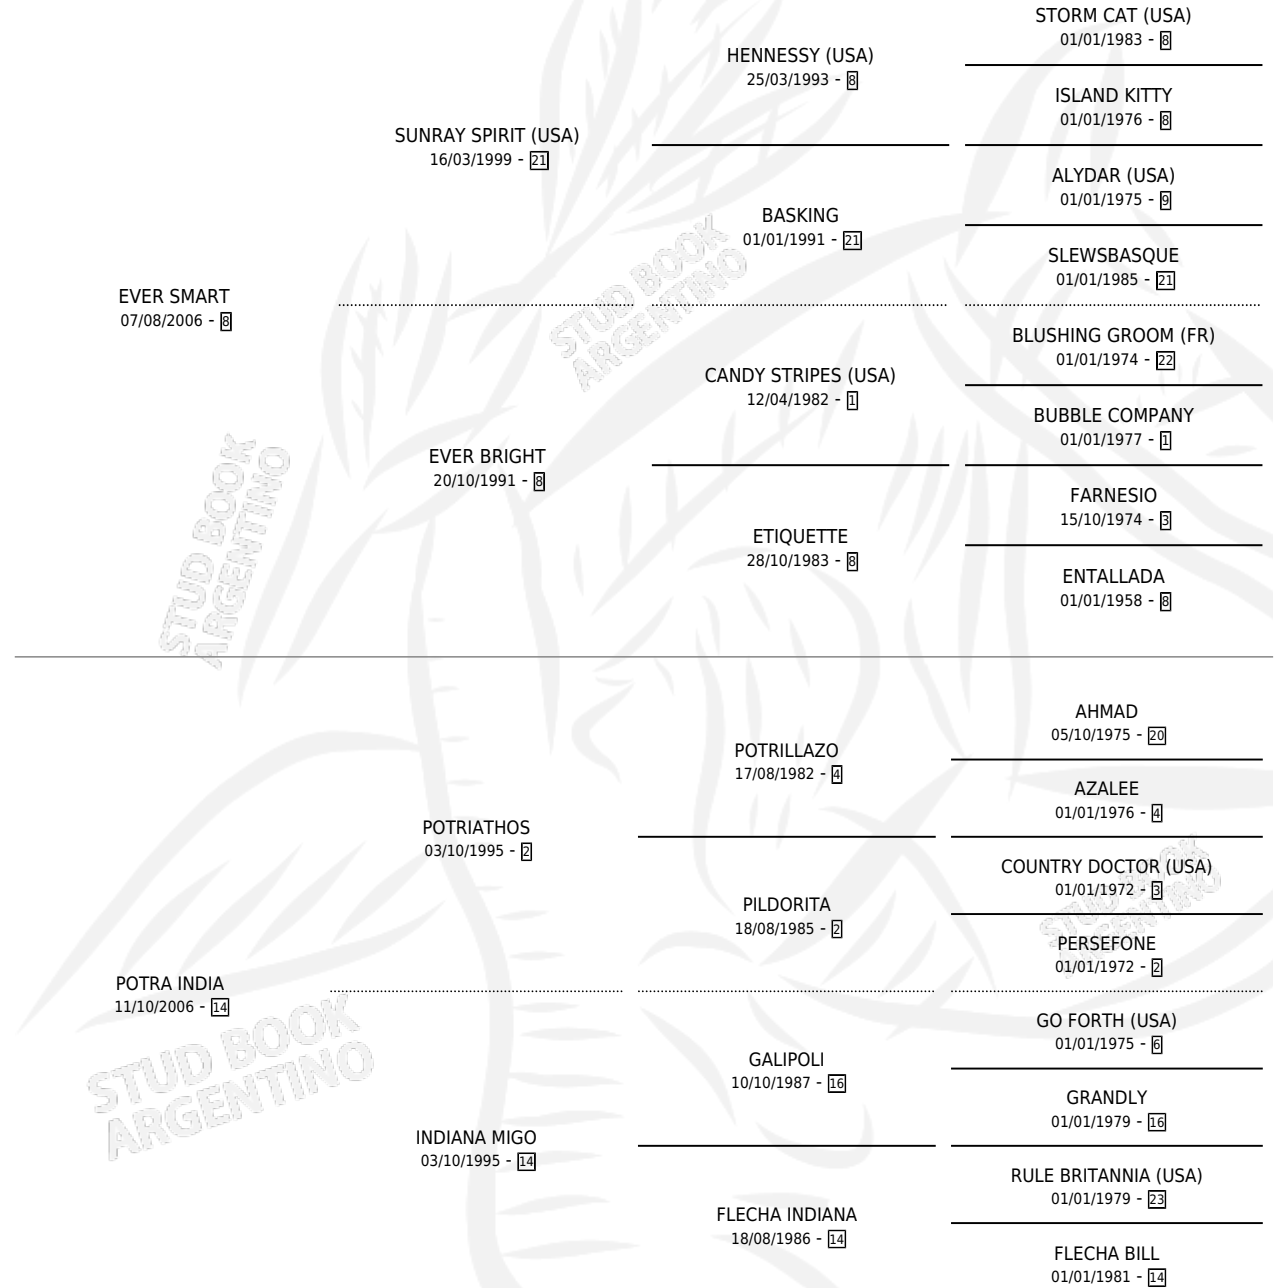 STORM CAT (USA)
01/01/1983 - 8
HENNESSY (USA)
25/03/1993 - 8
ISLAND KITTY
01/01/1976 - 8
SUNRAY SPIRIT (USA)
16/03/1999 - 21
ALYDAR (USA)
01/01/1975 - 9
BASKING
01/01/1991 - 21
SLEWSBASQUE
01/01/1985 - 21
EVER SMART
07/08/2006 - 8
BLUSHING GROOM (FR)
01/01/1974 - 22
CANDY STRIPES (USA)
12/04/1982 - 1
BUBBLE COMPANY
01/01/1977 - 1
EVER BRIGHT
20/10/1991 - 8
FARNESIO
15/10/1974 - 3
ETIQUETTE
28/10/1983 - 8
ENTALLADA
01/01/1958 - 8
AHMAD
05/10/1975 - 20
POTRILLAZO
17/08/1982 - 4
AZALEE
01/01/1976 - 4
POTRIATHOS
03/10/1995 - 2
COUNTRY DOCTOR (USA)
01/01/1972 - 3
PILDORITA
18/08/1985 - 2
PERSEFONE
01/01/1972 - 2
POTRA INDIA
11/10/2006 - 14
GO FORTH (USA)
01/01/1975 - 6
GALIPOLI
10/10/1987 - 16
GRANDLY
01/01/1979 - 16
INDIANA MIGO
03/10/1995 - 14
RULE BRITANNIA (USA)
01/01/1979 - 23
FLECHA INDIANA
18/08/1986 - 14
FLECHA BILL
01/01/1981 - 14
STUD BOOK
ARGENTINO
STUD BOOK
ARGENTINO
STUD BOOK
ARGENTINO
STUD BOOK
ARGENTINO